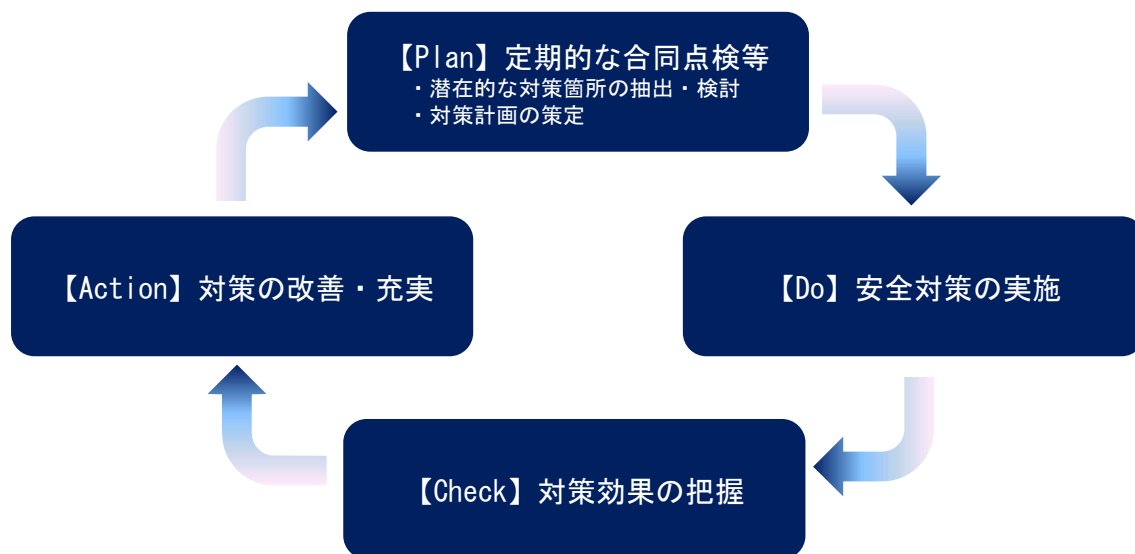 【Plan】定期的な合同点検等
・潜在的な対策箇所の抽出・検討
・対策計画の策定
【Action】対策の改善・充実
【Do】安全対策の実施
【Check】対策効果の把握